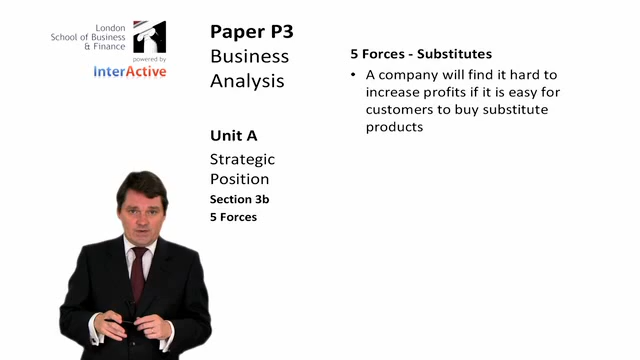 London
School of Business
& Finance
powered by
InterActive
Paper P3
Business
Analysis
Unit A
Strategic
Position
Section 3b
5 Forces
5 Forces - Substitutes
• A company will find it hard to
increase profits if it is easy for
customers to buy substitute
products